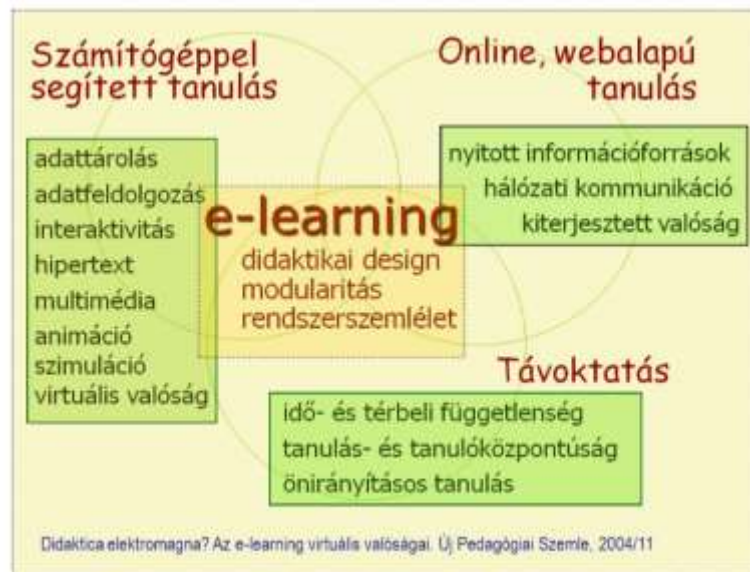 Számítógéppel
segített tanulás
adattárolás
adatfeldolgozás
interaktivitás
hipertext
multimédia
animáció
szimuláció
virtuális valóság
Online, webalapú
tanulás
nyitott információforrások
hálózati kommunikáció
kiterjesztett valóság
e-learning
didaktikai design
modularitás
rendszerszemlélet
Távoktatás
idő- és térbeli függetlenség
tanulás- és tanulóközpontúság
önirányításos tanulás
Didactica elektromagna? Az e-learning virtuális valóságai. Új Pedagógiai Szemle, 2004/11